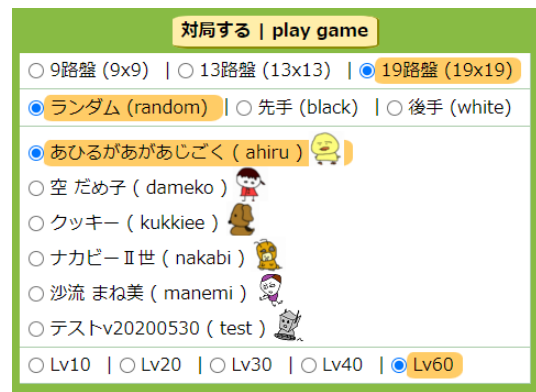 対局する | play game
9路盤 (9x9) | 13路盤 (13x13) | 19路盤 (19x19)
ランダム (random) | 先手 (black) | 後手 (white)
あひるがあがあじごく ( ahiru )
空 だめ子 ( dameko )
クッキー ( kukkiee )
ナカビーⅡ世 ( nakabi )
沙流 まね美 ( manemi )
テストv20200530 ( test )
Lv10 | Lv20 | Lv30 | Lv40 | Lv60